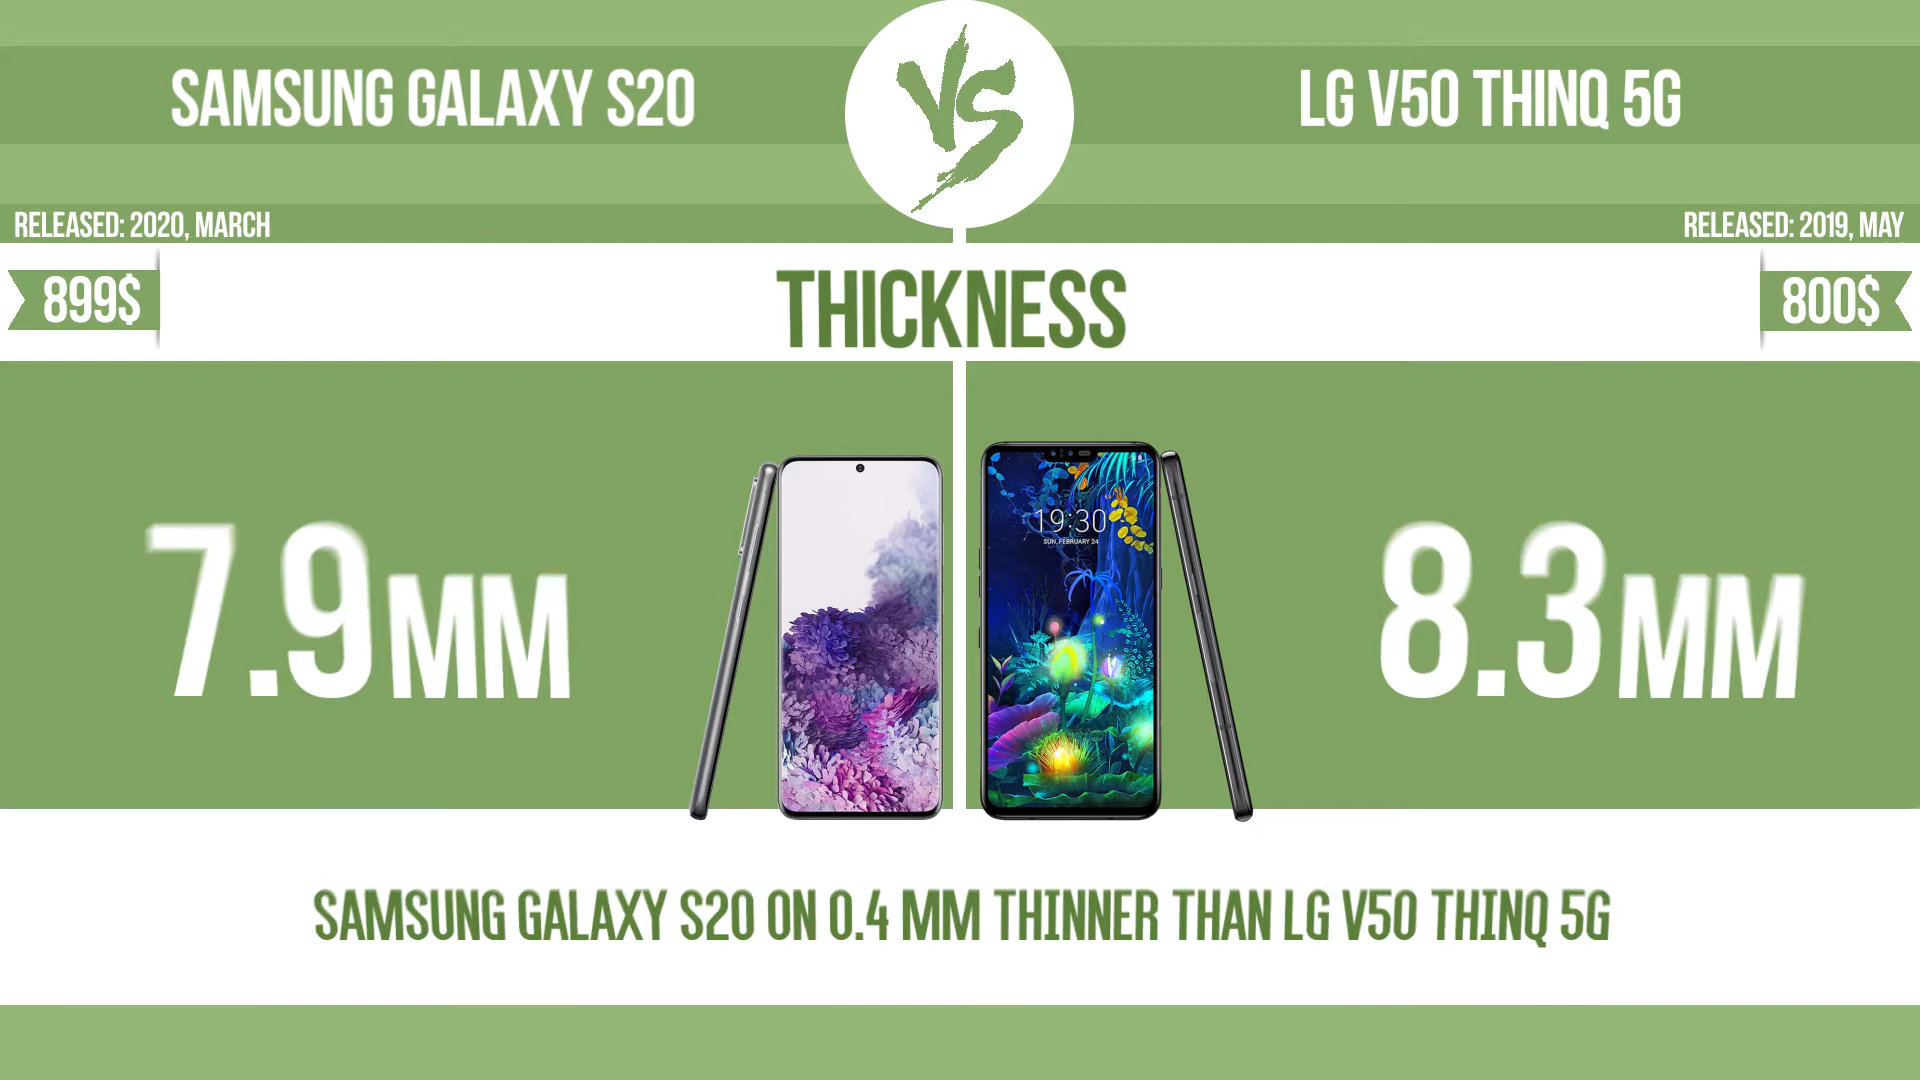 SAMSUNG GALAXY S20
VS
LG V50 THINQ 5G
RELEASED: 2020, MARCH
RELEASED: 2019, MAY
899$
THICKNESS
800$
7.9MM
8.3MM
19:30
SUN, FEBRUARY 24
SAMSUNG GALAXY S20 ON 0.4 MM THINNER THAN LG V50 THINQ 5G